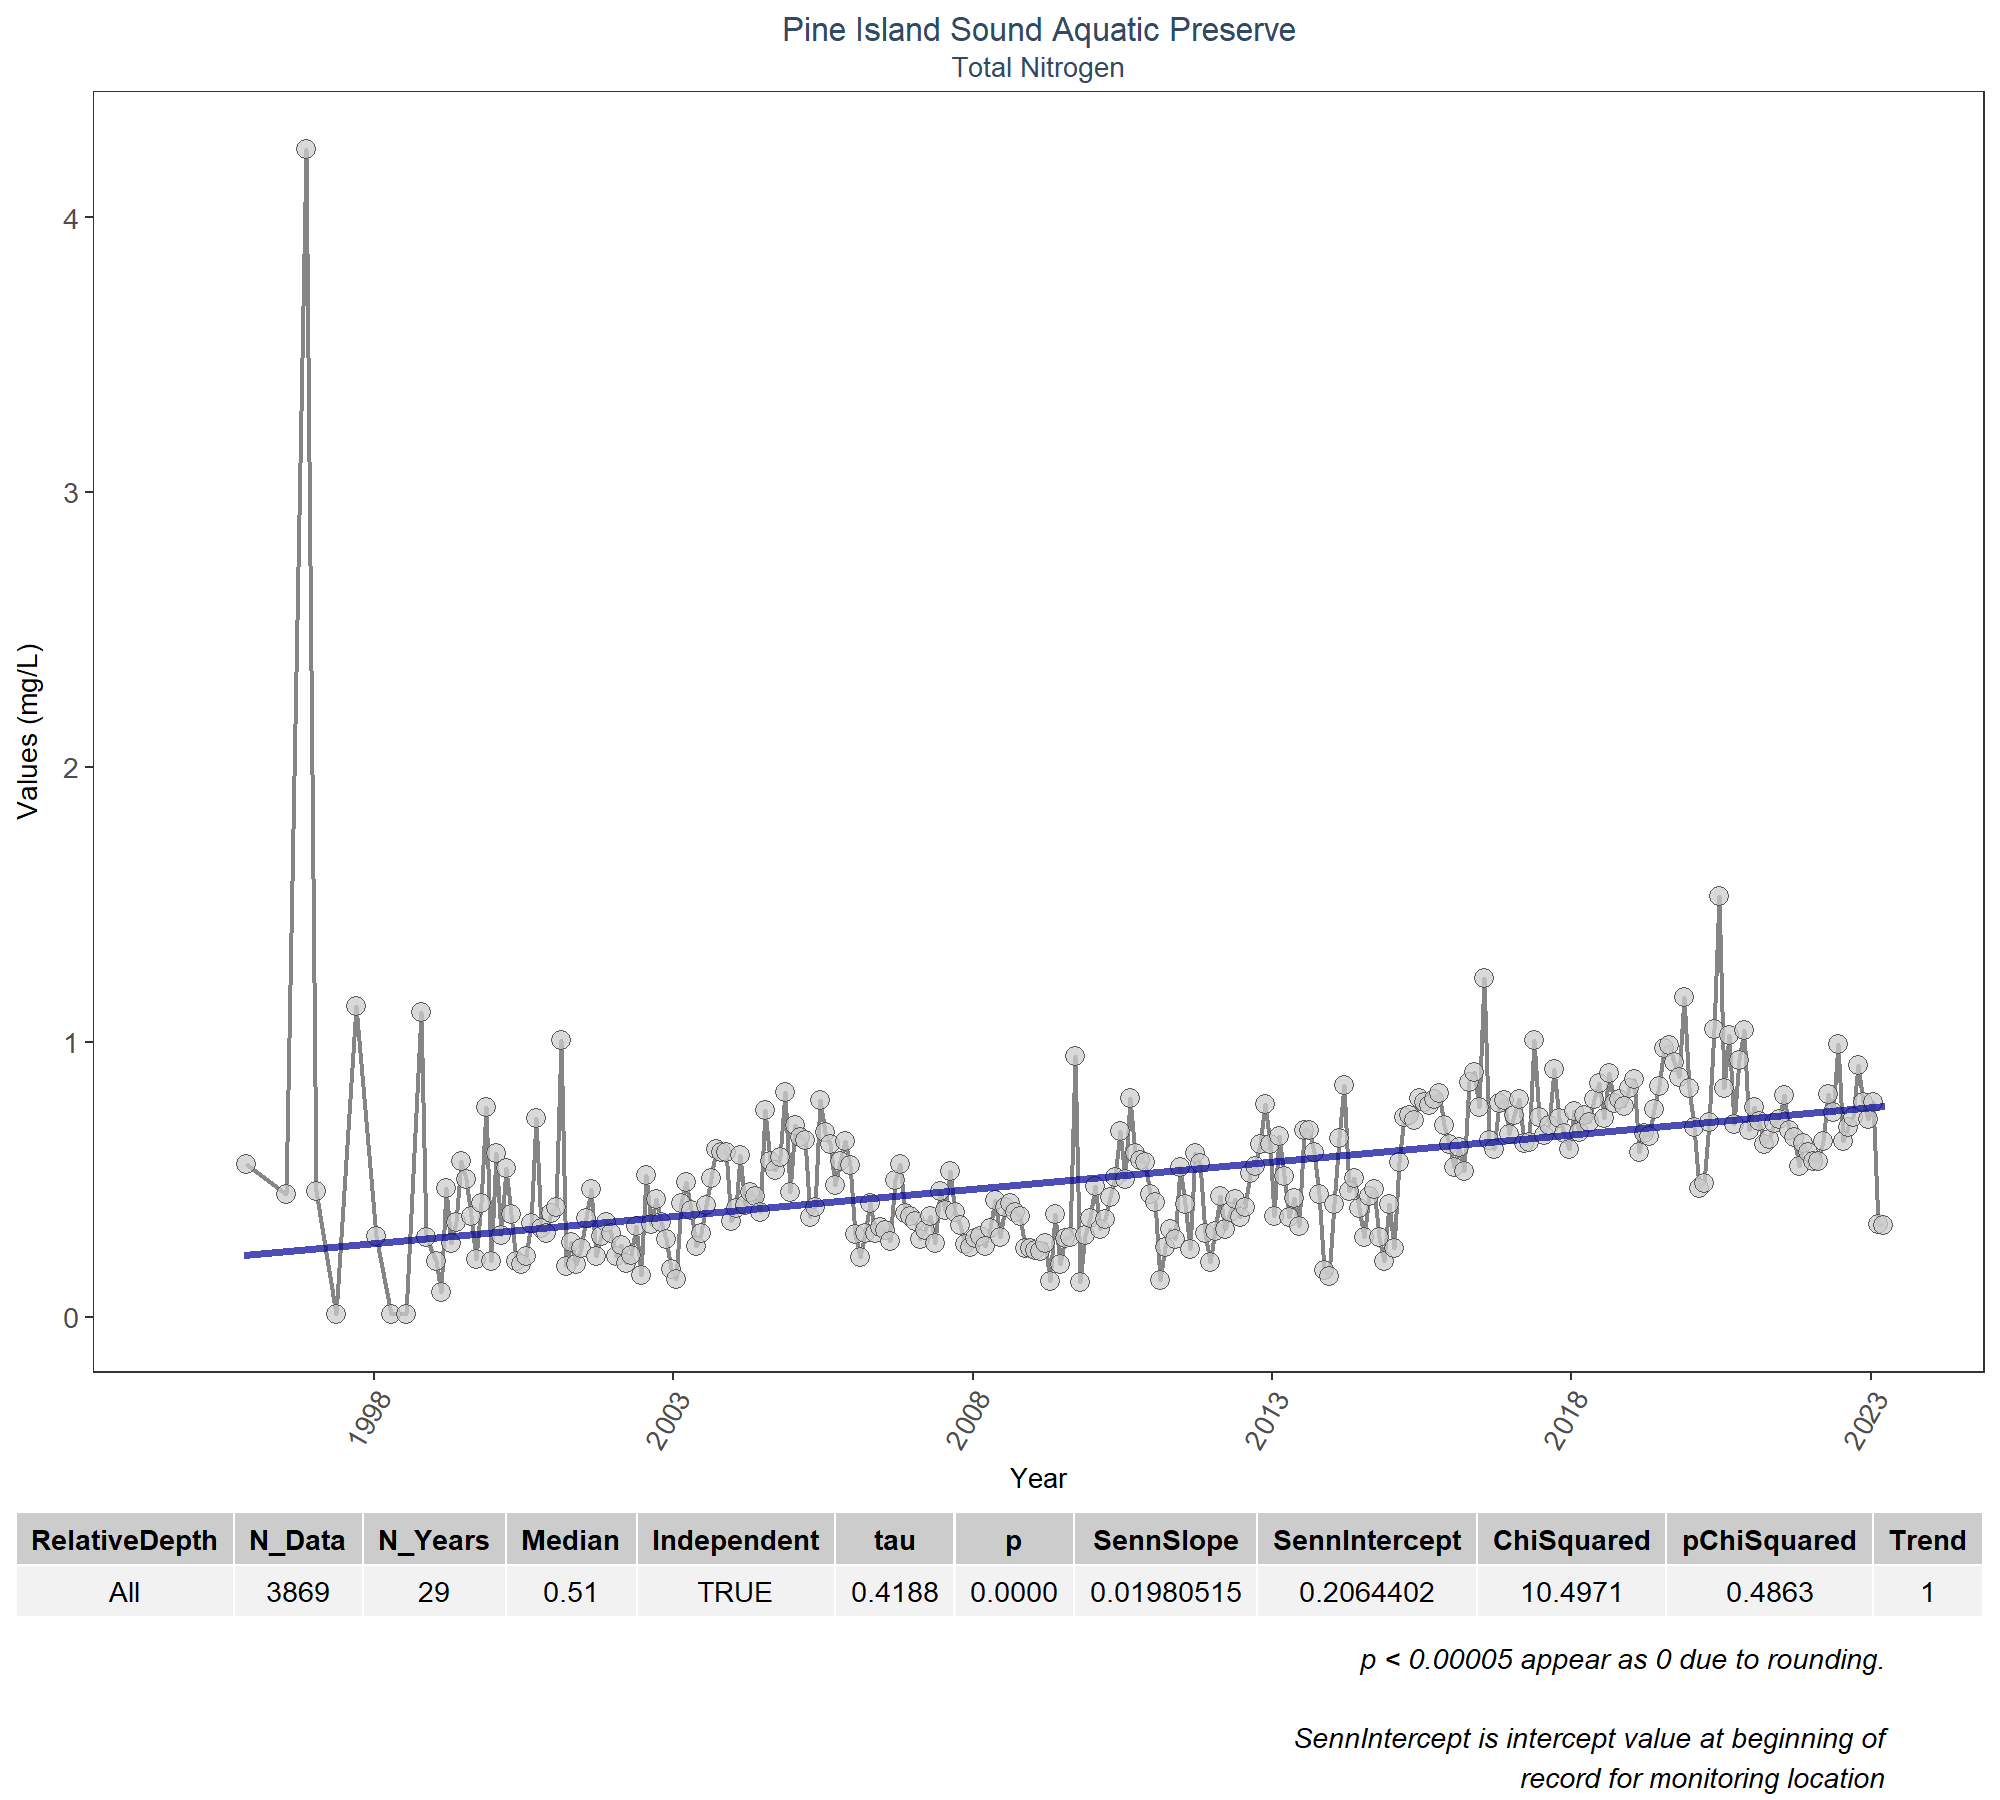 Pine Island Sound Aquatic Preserve
Total Nitrogen
4
3
2
1
0
Values (mg/L)
1998
2003
2008
2013
2018
2023
Year
RelativeDepth N_Data N_Years Median Independent tau p SennSlope SennIntercept ChiSquared pChiSquared Trend
All 3869 29 0.51 TRUE 0.4188 0.0000 0.01980515 0.2064402 10.4971 0.4863 1
p < 0.00005 appear as 0 due to rounding.
SennIntercept is intercept value at beginning of
record for monitoring location